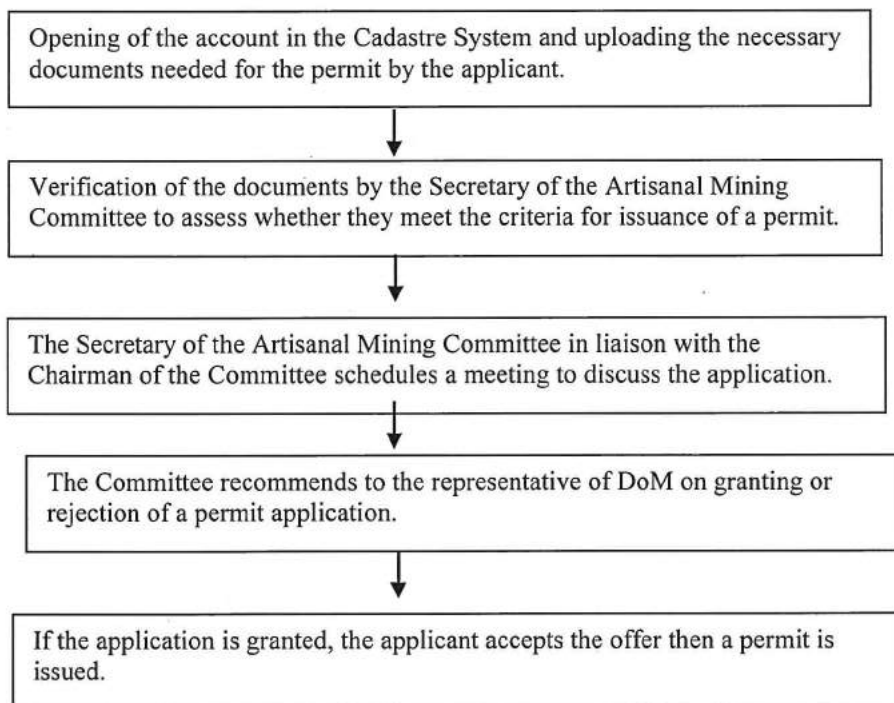 Opening of the account in the Cadastre System and uploading the necessary
documents needed for the permit by the applicant.
Verification of the documents by the Secretary of the Artisanal Mining
Committee to assess whether they meet the criteria for issuance of a permit.
The Secretary of the Artisanal Mining Committee in liaison with the
Chairman of the Committee schedules a meeting to discuss the application.
The Committee recommends to the representative of DoM on granting or
rejection of a permit application.
If the application is granted, the applicant accepts the offer then a permit is
issued.